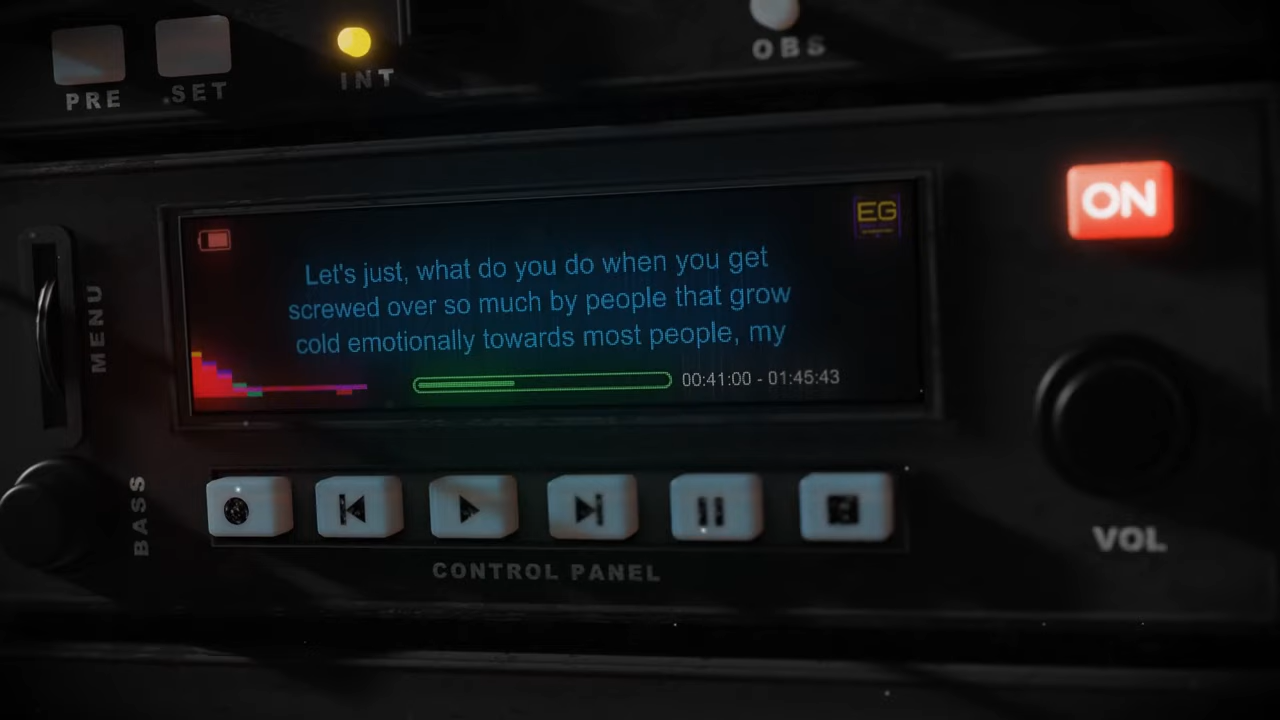 PRE
.SET
INT
OBS
ON
EG
Let's just, what do you do when you get
screwed over so much by people that grow
cold emotionally towards most people, my
00:41:00 - 01:45:43
MENU
BASS
CONTROL PANEL
VOL